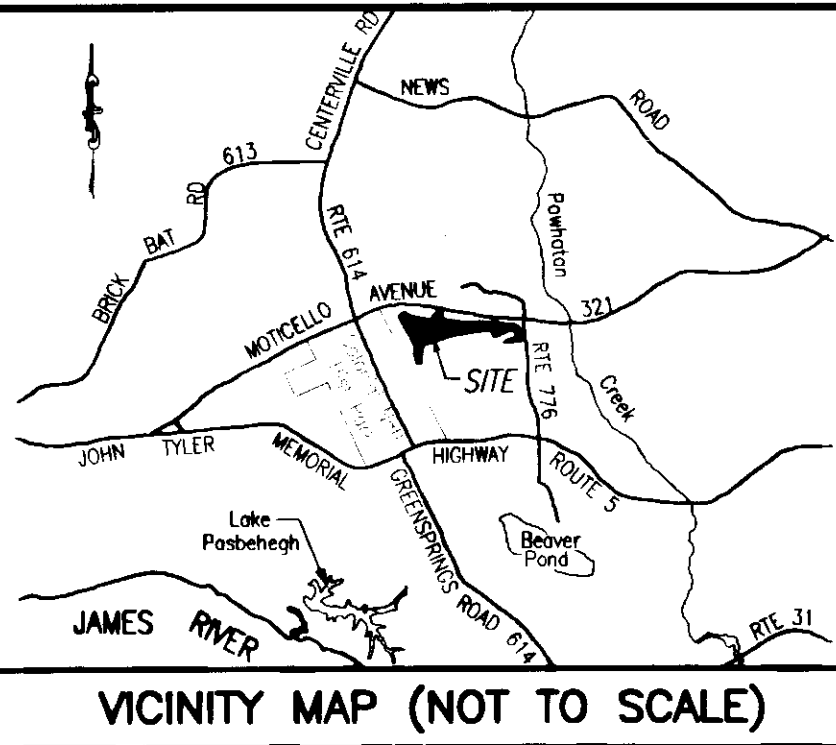 CENTERVILLE RD
NEWS
ROAD
613
BRICK
BAT
RD
RTE 614
Powhatan
AVENUE
MOTICELLO
321
SITE
RTE 776
Creek
JOHN
TYLER
MEMORIAL
HIGHWAY
ROUTE 5
GREENSPRINGS ROAD 614
Lake
Pasbehegh
Beaver
Pond
JAMES RIVER
RTE 31
VICINITY MAP (NOT TO SCALE)